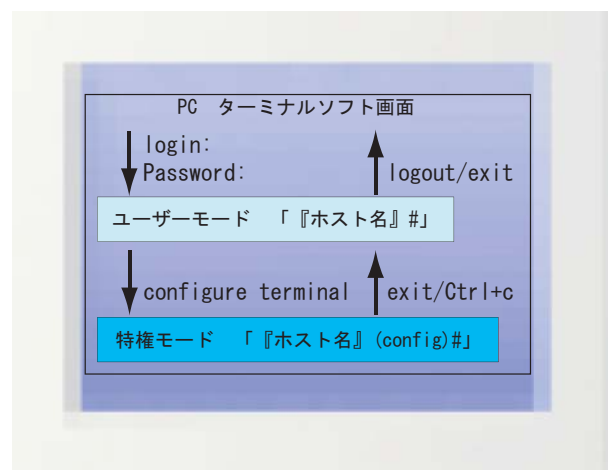 PC ターミナルソフト画面
login:
Password:
logout/exit
ユーザーモード 「『ホスト名』#」
configure terminal
exit/Ctrl+c
特権モード 「『ホスト名』(config)#」